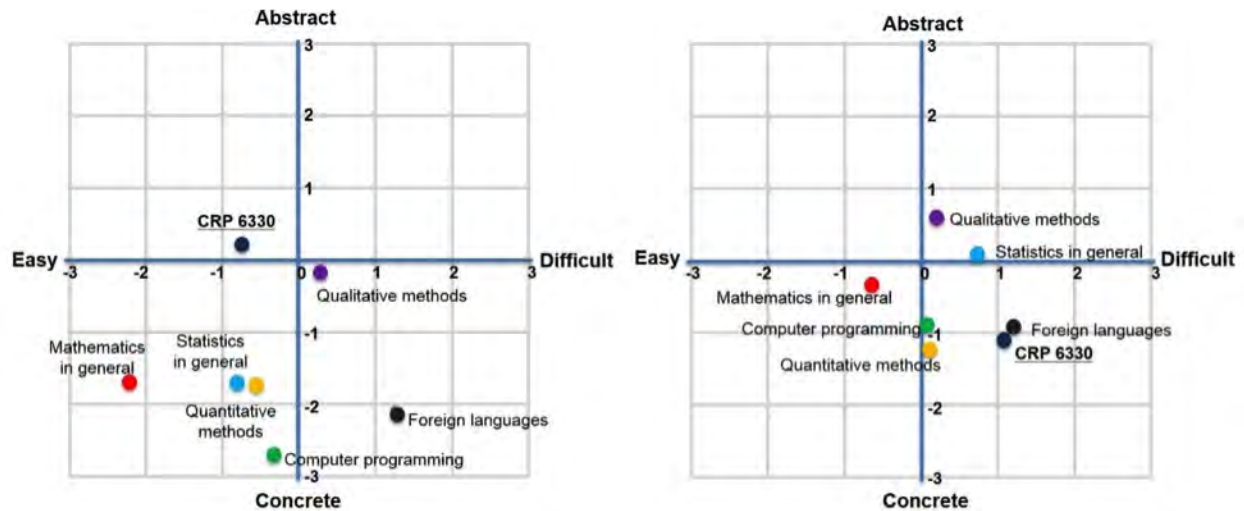 Abstract
3
2
1
CRP 6330
Easy
-3
-2
-1
0
1
2
3
Difficult
Qualitative methods
-1
Mathematics
in general
Statistics
in general
-2
Quantitative
methods
Foreign languages
Computer programming
-3
Concrete
Abstract
3
2
1
Qualitative methods
Statistics in general
Easy
-3
-2
-1
0
1
2
3
Difficult
Mathematics in general
Computer programming
-1
Foreign languages
CRP 6330
Quantitative methods
-2
-3
Concrete